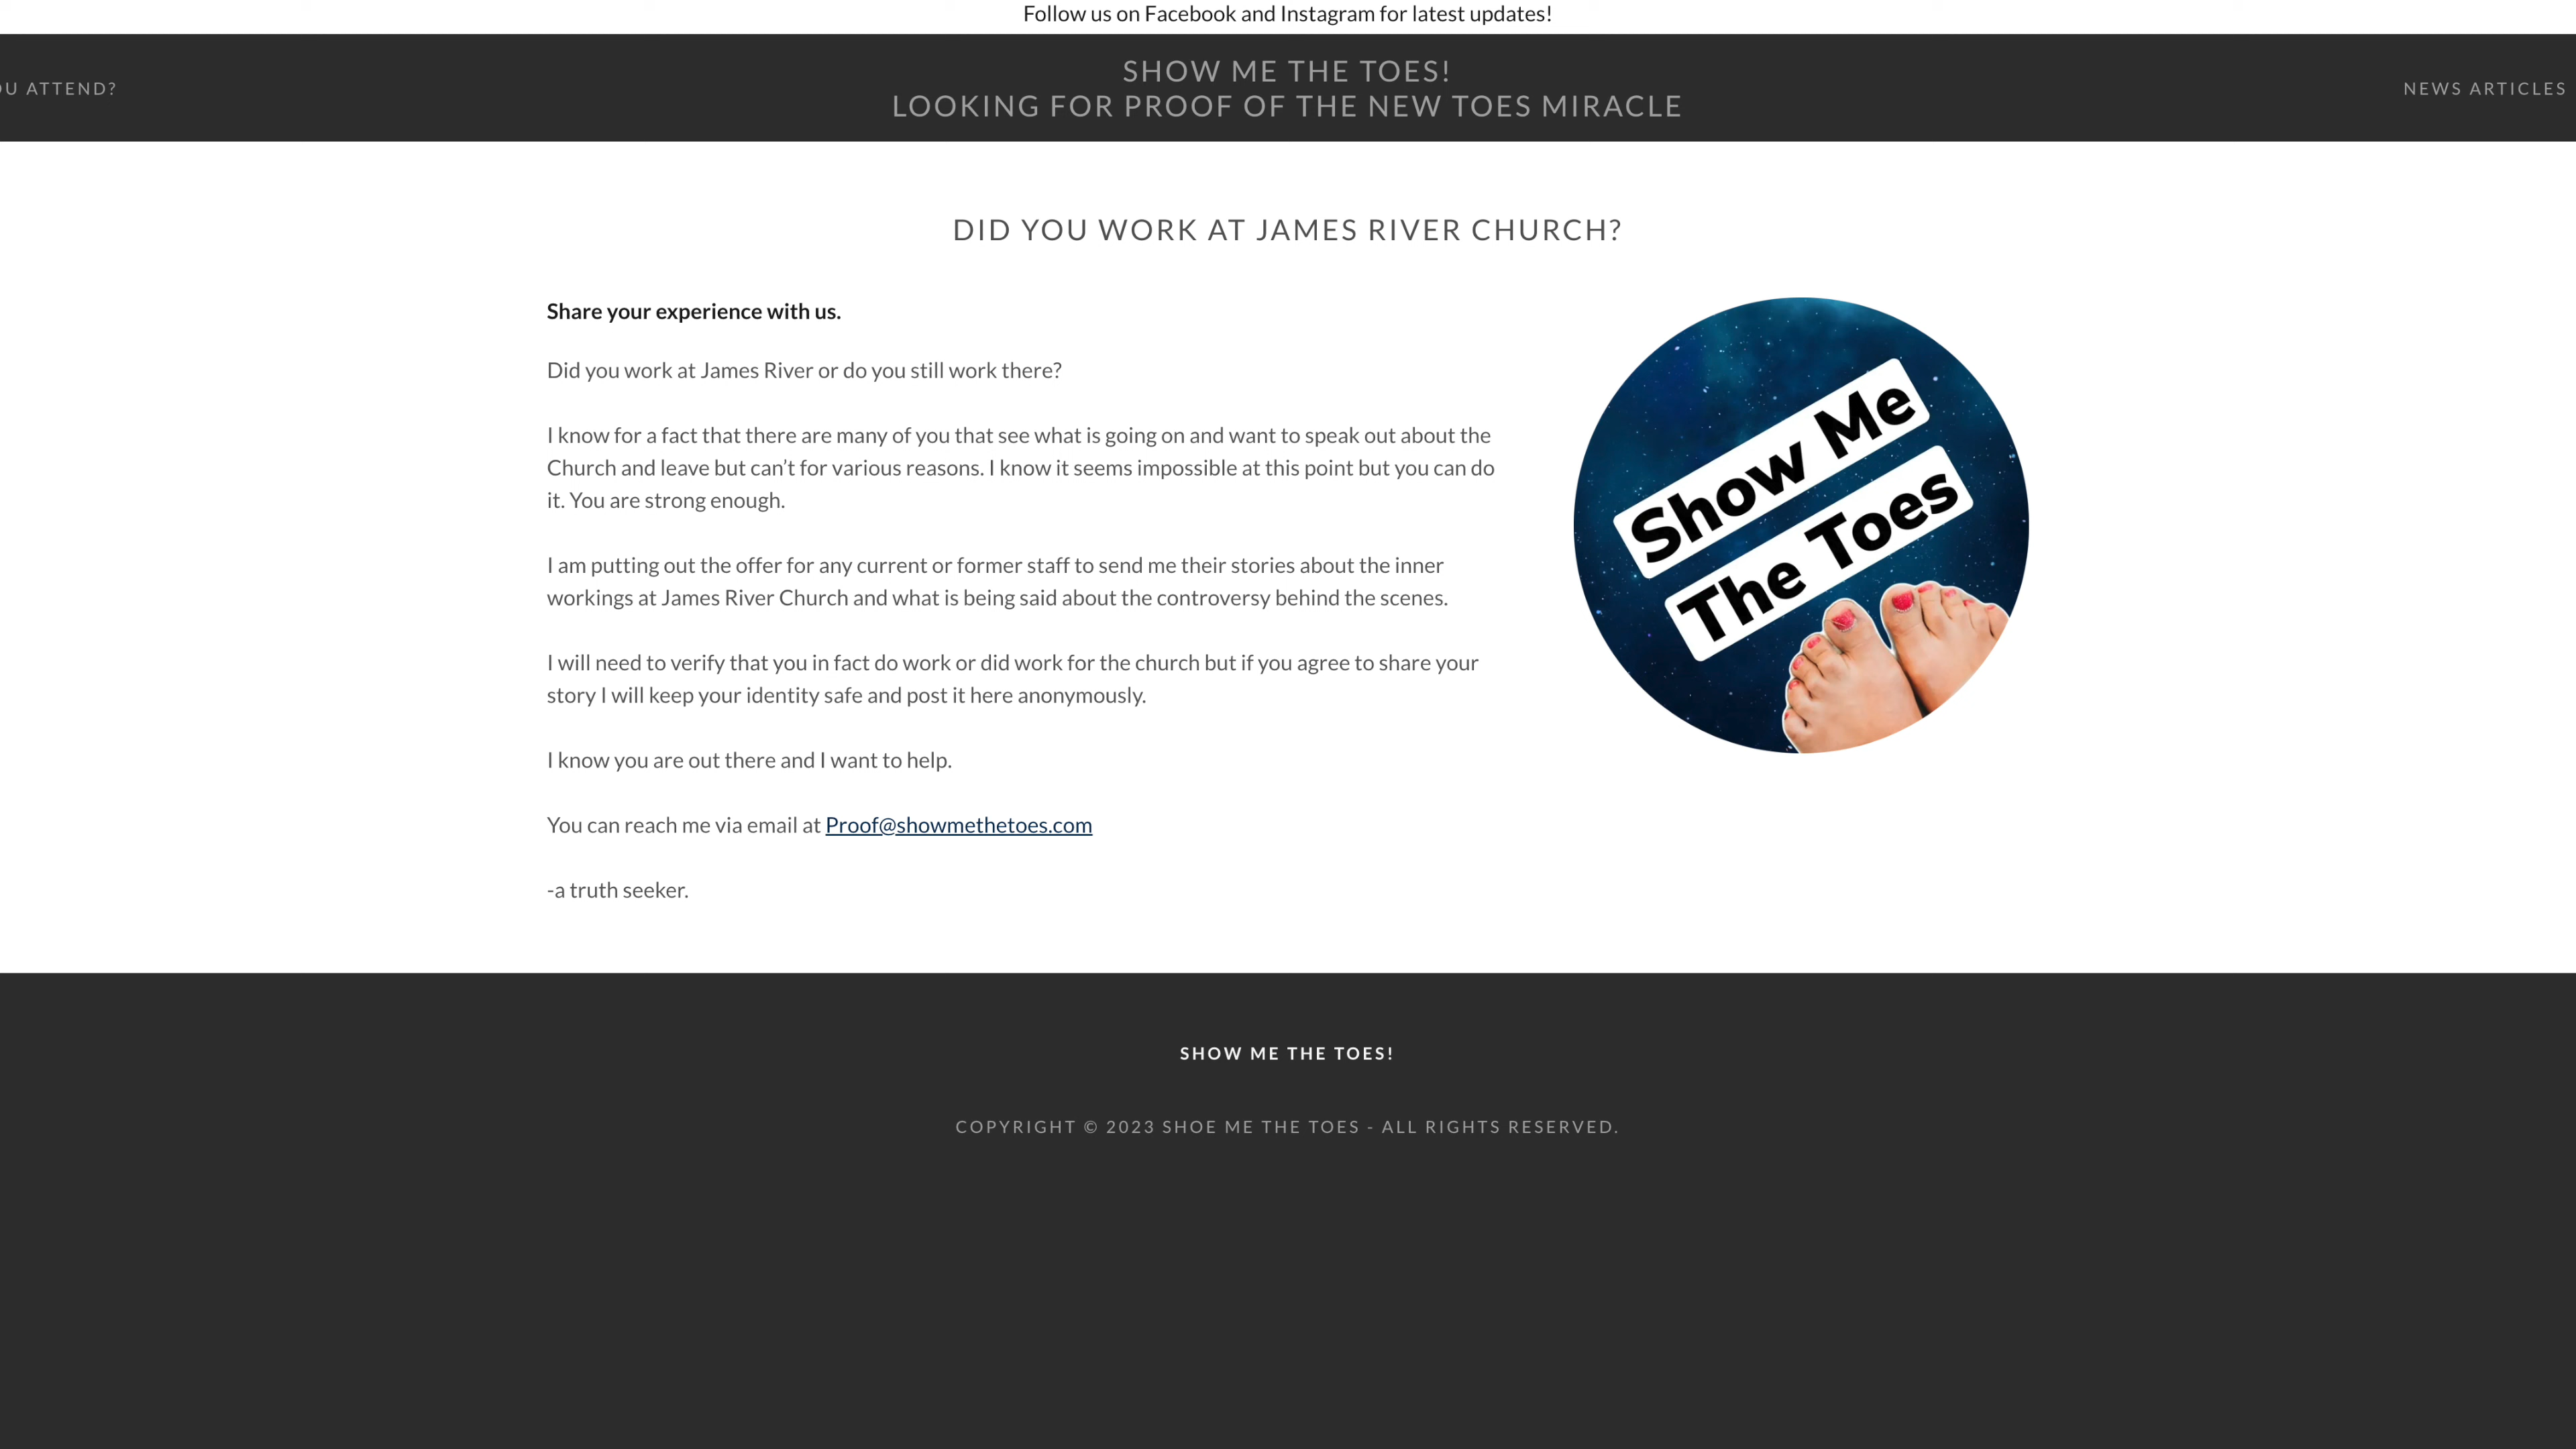 Follow us on Facebook and Instagram for latest updates!
U ATTEND?
SHOW ME THE TOES!
LOOKING FOR PROOF OF THE NEW TOES MIRACLE
NEWS ARTICLES
DID YOU WORK AT JAMES RIVER CHURCH?
Share your experience with us.
Did you work at James River or do you still work there?
I know for a fact that there are many of you that see what is going on and want to speak out about the
Church and leave but can’t for various reasons. I know it seems impossible at this point but you can do
it. You are strong enough.
I am putting out the offer for any current or former staff to send me their stories about the inner
workings at James River Church and what is being said about the controversy behind the scenes.
I will need to verify that you in fact do work or did work for the church but if you agree to share your
story I will keep your identity safe and post it here anonymously.
I know you are out there and I want to help.
You can reach me via email at Proof@showmethetoes.com
-a truth seeker.
Show Me
The Toes
SHOW ME THE TOES!
COPYRIGHT © 2023 SHOE ME THE TOES - ALL RIGHTS RESERVED.